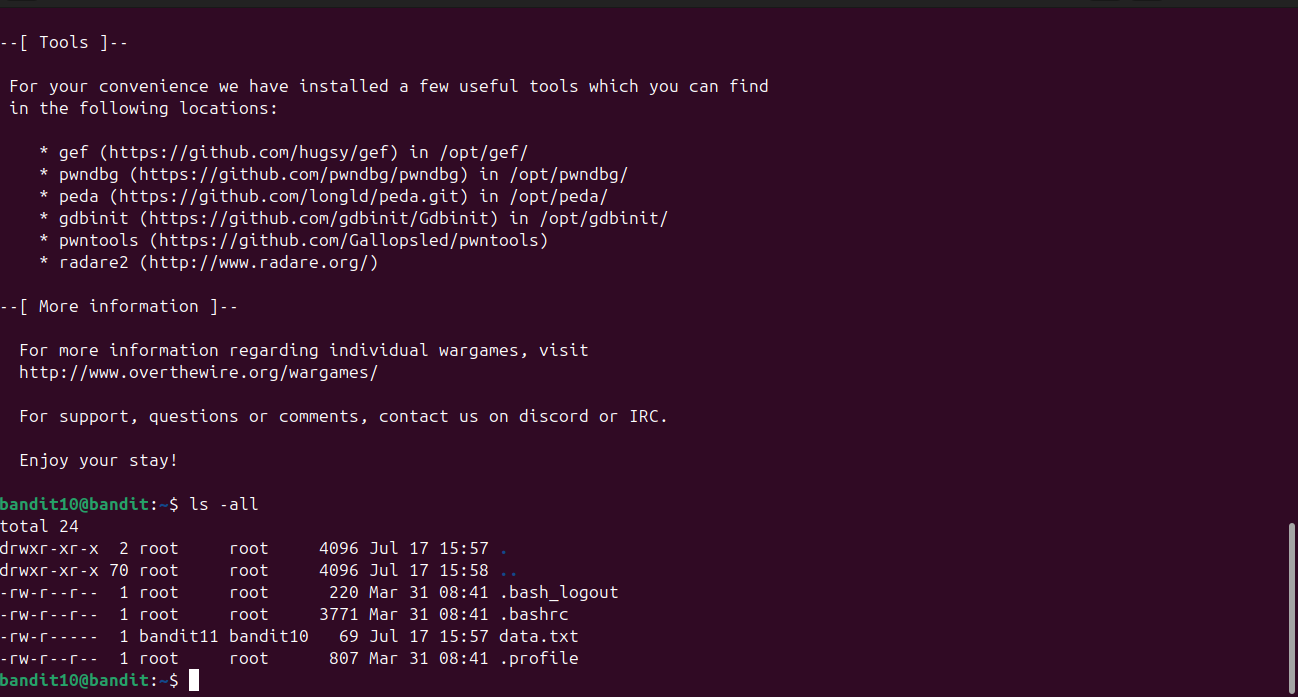 --[ Tools ]--
For your convenience we have installed a few useful tools which you can find
in the following locations:
* gef (https://github.com/hugsy/gef) in /opt/gef/
* pwndbg (https://github.com/pwndbg/pwndbg) in /opt/pwndbg/
* peda (https://github.com/longld/peda.git) in /opt/peda/
* gdbinit (https://github.com/gdbinit/Gdbinit) in /opt/gdbinit/
* pwntools (https://github.com/Gallopsled/pwntools)
* radare2 (http://www.radare.org/)
--[ More information ]--
For more information regarding individual wargames, visit
http://www.overthewire.org/wargames/
For support, questions or comments, contact us on discord or IRC.
Enjoy your stay!
bandit10@bandit:~$ ls -all
total 24
drwxr-xr-x  2 root     root     4096 Jul 17 15:57 .
drwxr-xr-x 70 root     root     4096 Jul 17 15:58 ..
-rw-r--r--  1 root     root      220 Mar 31 08:41 .bash_logout
-rw-r--r--  1 root     root     3771 Mar 31 08:41 .bashrc
-rw-r-----  1 bandit11 bandit10   69 Jul 17 15:57 data.txt
-rw-r--r--  1 root     root      807 Mar 31 08:41 .profile
bandit10@bandit:~$